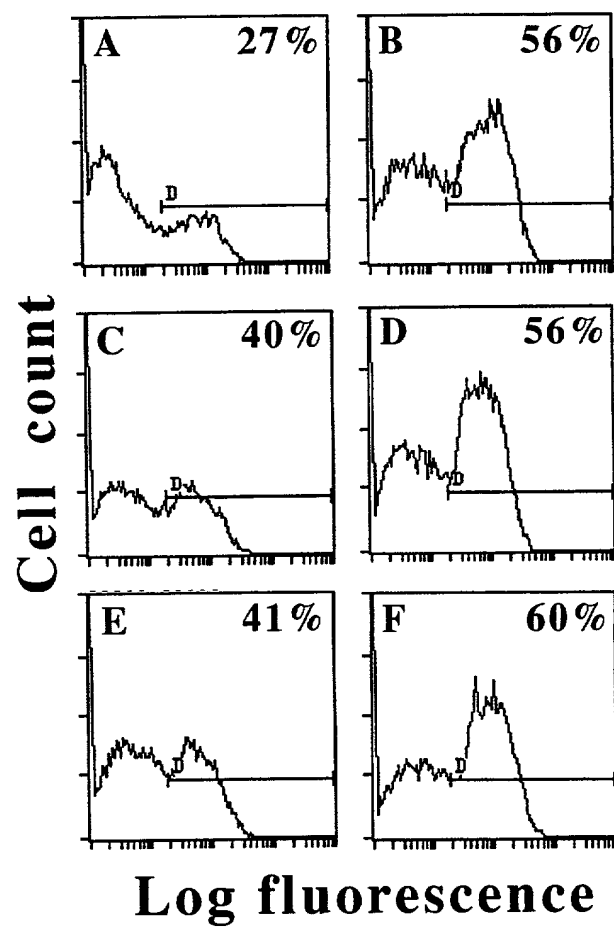 A 27%
D
B 56%
D
C 40%
D
D 56%
D
E 41%
D
F 60%
D
Cell count
Log fluorescence